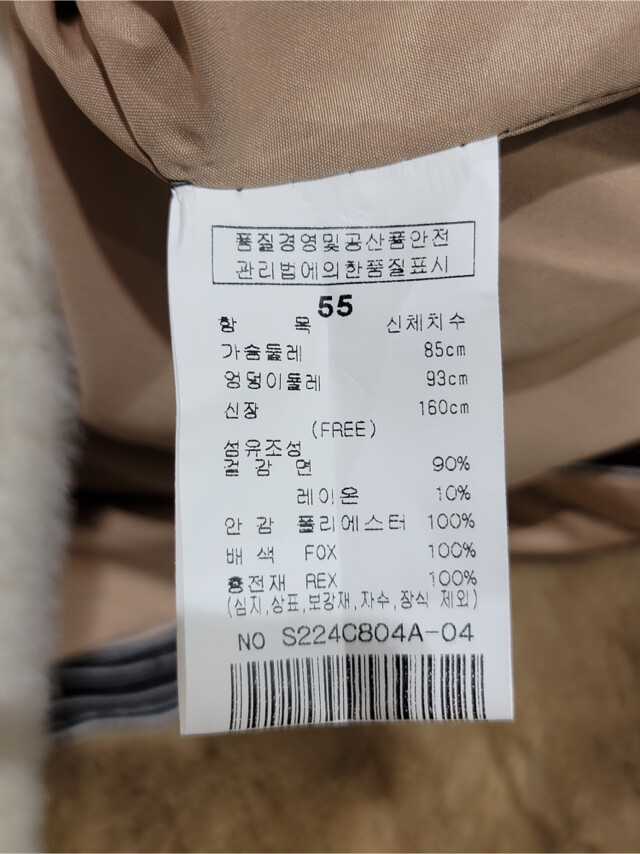 품질경영및공산품안전
관리법에의한품질표시
55
항 목 신체치수
가슴둘레 85cm
엉덩이둘레 93cm
신장 160cm
(FREE)
섬유조성
겉감 면 90%
레이온 10%
안감 폴리에스터 100%
배색 FOX 100%
충전재 REX 100%
(심지,상표,보강재,자수,장식 제외)
NO S224C804A-04